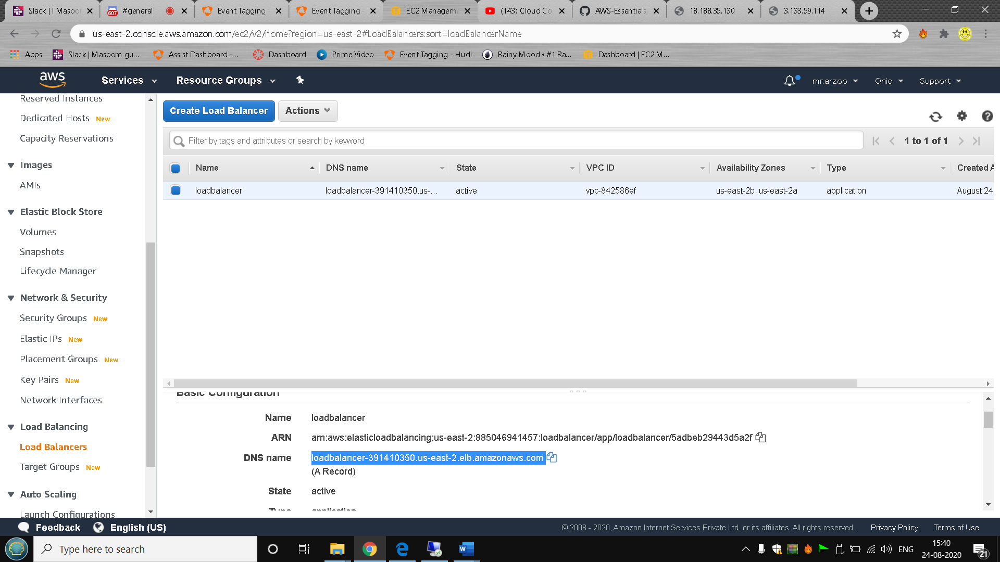 Slack | ! Masoo
607
#general
Event Tagging -
Event Tagging -
EC2 Manageme
(143) Cloud Co
AWS-Essentials
18.188.35.130
3.133.59.114
us-east-2.console.aws.amazon.com/ec2/v2/home?region=us-east-2#LoadBalancers:sort=loadBalancerName
Apps
Slack | Masoom gu...
Assist Dashboard -...
Dashboard
Prime Video
Event Tagging - Hudl
Rainy Mood • #1 Ra...
Dashboard | EC2 M...
aws
Services
Resource Groups
mr.arzoo
Ohio
Support
Reserved Instances
Dedicated Hosts New
Capacity Reservations
Images
AMIs
Elastic Block Store
Volumes
Snapshots
Lifecycle Manager
Network & Security
Security Groups New
Elastic IPs New
Placement Groups New
Key Pairs New
Network Interfaces
Load Balancing
Load Balancers
Target Groups New
Auto Scaling
Launch Configurations
Create Load Balancer
Actions
Filter by tags and attributes or search by keyword
1 to 1 of 1
Name DNS name State VPC ID Availability Zones Type Created A
loadbalancer loadbalancer-391410350.us-... active vpc-842586ef us-east-2b, us-east-2a application August 24
Basic Configuration
Name loadbalancer
ARN arn:aws:elasticloadbalancing:us-east-2:885046941457:loadbalancer/app/loadbalancer/5adbeb29443d5a2f
DNS name loadbalancer-391410350.us-east-2.elb.amazonaws.com
(A Record)
State active
Type application
Feedback
English (US)
© 2008 - 2020, Amazon Internet Services Private Ltd. or its affiliates. All rights reserved.
Privacy Policy
Terms of Use
Type here to search
ENG
15:40
24-08-2020
21